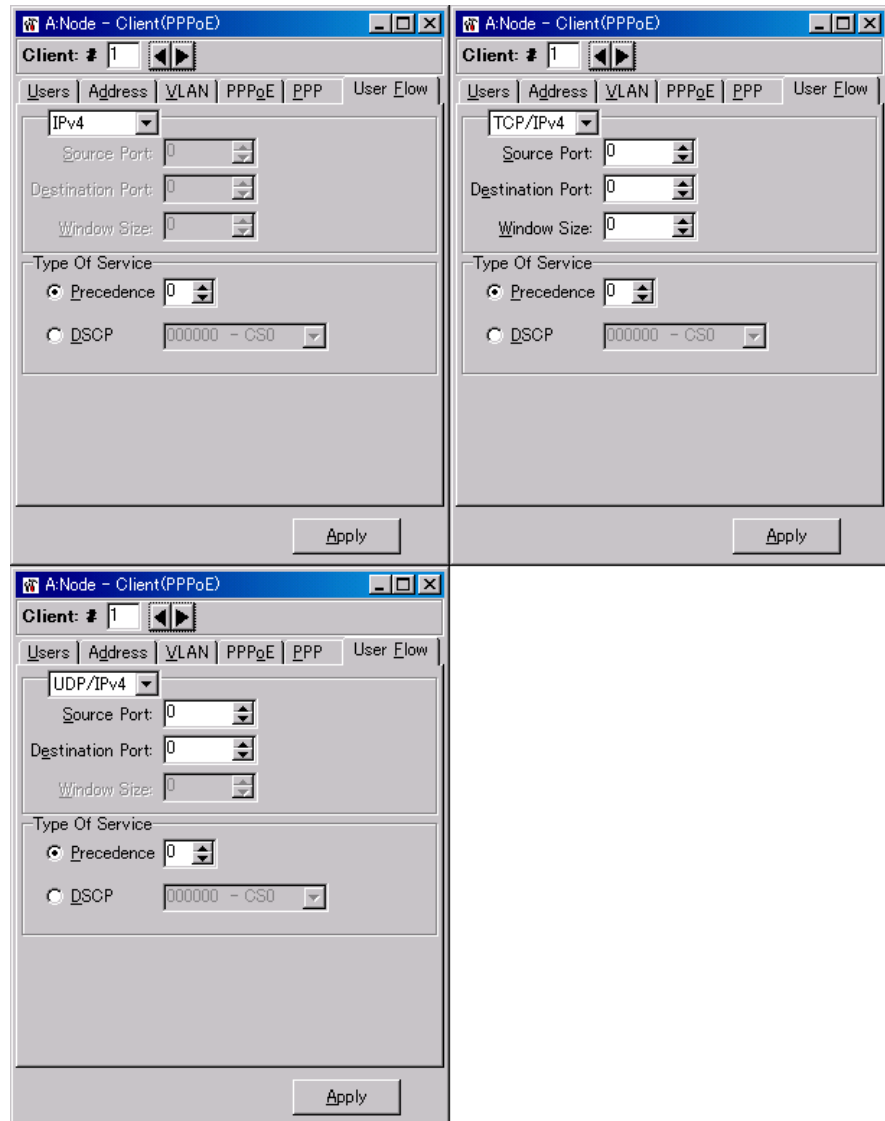 A:Node - Client(PPPoE)
Client: # 1
Users Address VLAN PPPoE PPP User Flow
IPv4
Source Port: 0
Destination Port: 0
Window Size: 0
Type Of Service
Precedence 0
DSCP 000000 - CS0
Apply
A:Node - Client(PPPoE)
Client: # 1
Users Address VLAN PPPoE PPP User Flow
TCP/IPv4
Source Port: 0
Destination Port: 0
Window Size: 0
Type Of Service
Precedence 0
DSCP 000000 - CS0
Apply
A:Node - Client(PPPoE)
Client: # 1
Users Address VLAN PPPoE PPP User Flow
UDP/IPv4
Source Port: 0
Destination Port: 0
Window Size: 0
Type Of Service
Precedence 0
DSCP 000000 - CS0
Apply